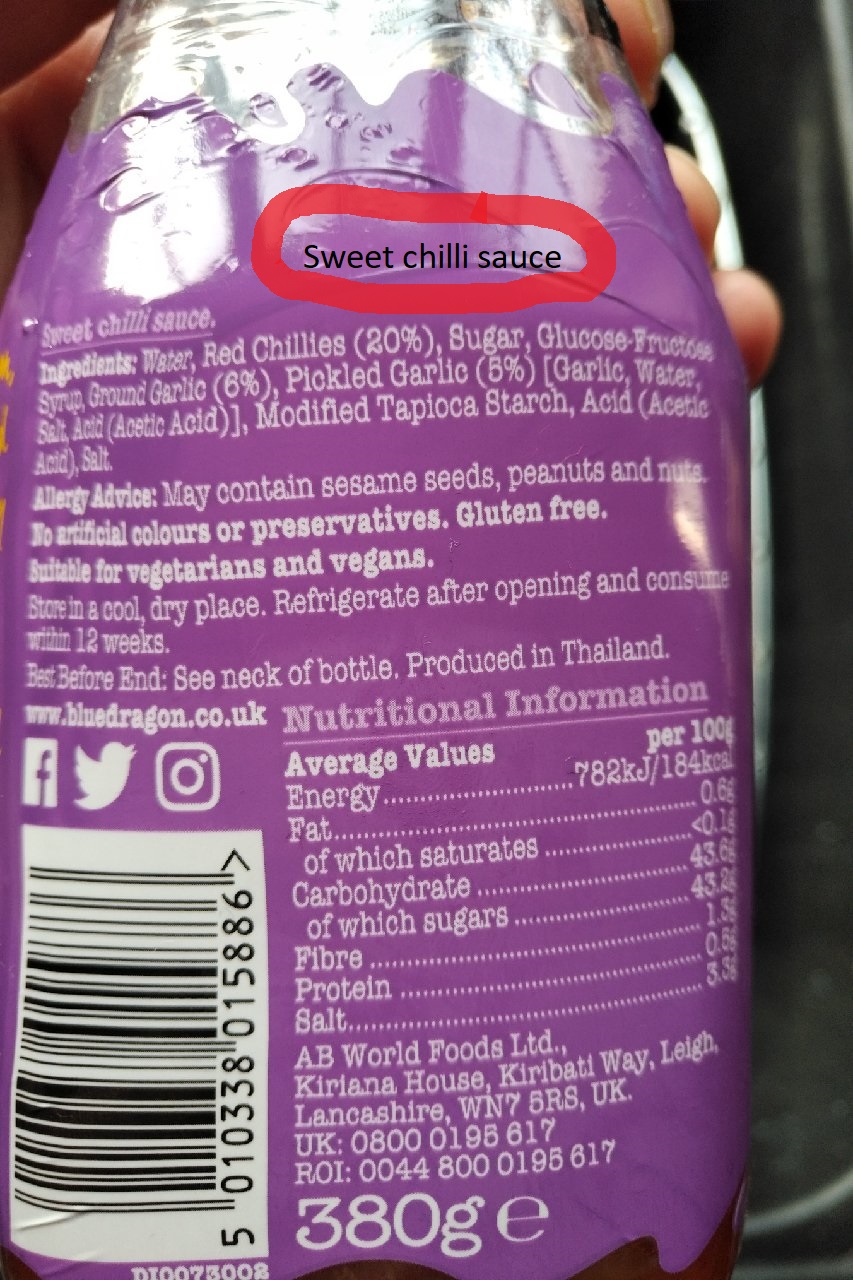 Sweet chilli sauce
Sweet chilli sauce.
Ingredients: Water, Red Chillies (20%), Sugar, Glucose-Fructose
Syrup, Ground Garlic (6%), Pickled Garlic (5%) [Garlic, Water,
Salt, Acid (Acetic Acid)], Modified Tapioca Starch, Acid (Acetic
Acid), Salt.
Allergy Advice: May contain sesame seeds, peanuts and nuts.
No artificial colours or preservatives. Gluten free.
Suitable for vegetarians and vegans.
Store in a cool, dry place. Refrigerate after opening and consume
within 12 weeks.
Best Before End: See neck of bottle. Produced in Thailand.
www.bluedragon.co.uk
Nutritional Information
Average Values per 100g
Energy..............................782kJ/184kcal
Fat.............................. 0.6g
of which saturates .................... <0.1g
Carbohydrate .............................. 43.6g
of which sugars ......................... 43.2g
Fibre ..............................
Protein ..............................
Salt..............................
AB World Foods Ltd.,
Kiriana House, Kiribati Way, Leigh,
Lancashire, WN7 5RS, UK.
UK: 0800 0195 617
ROI: 0044 800 0195 617
380g e
5 010338 015886 >
DI0073002